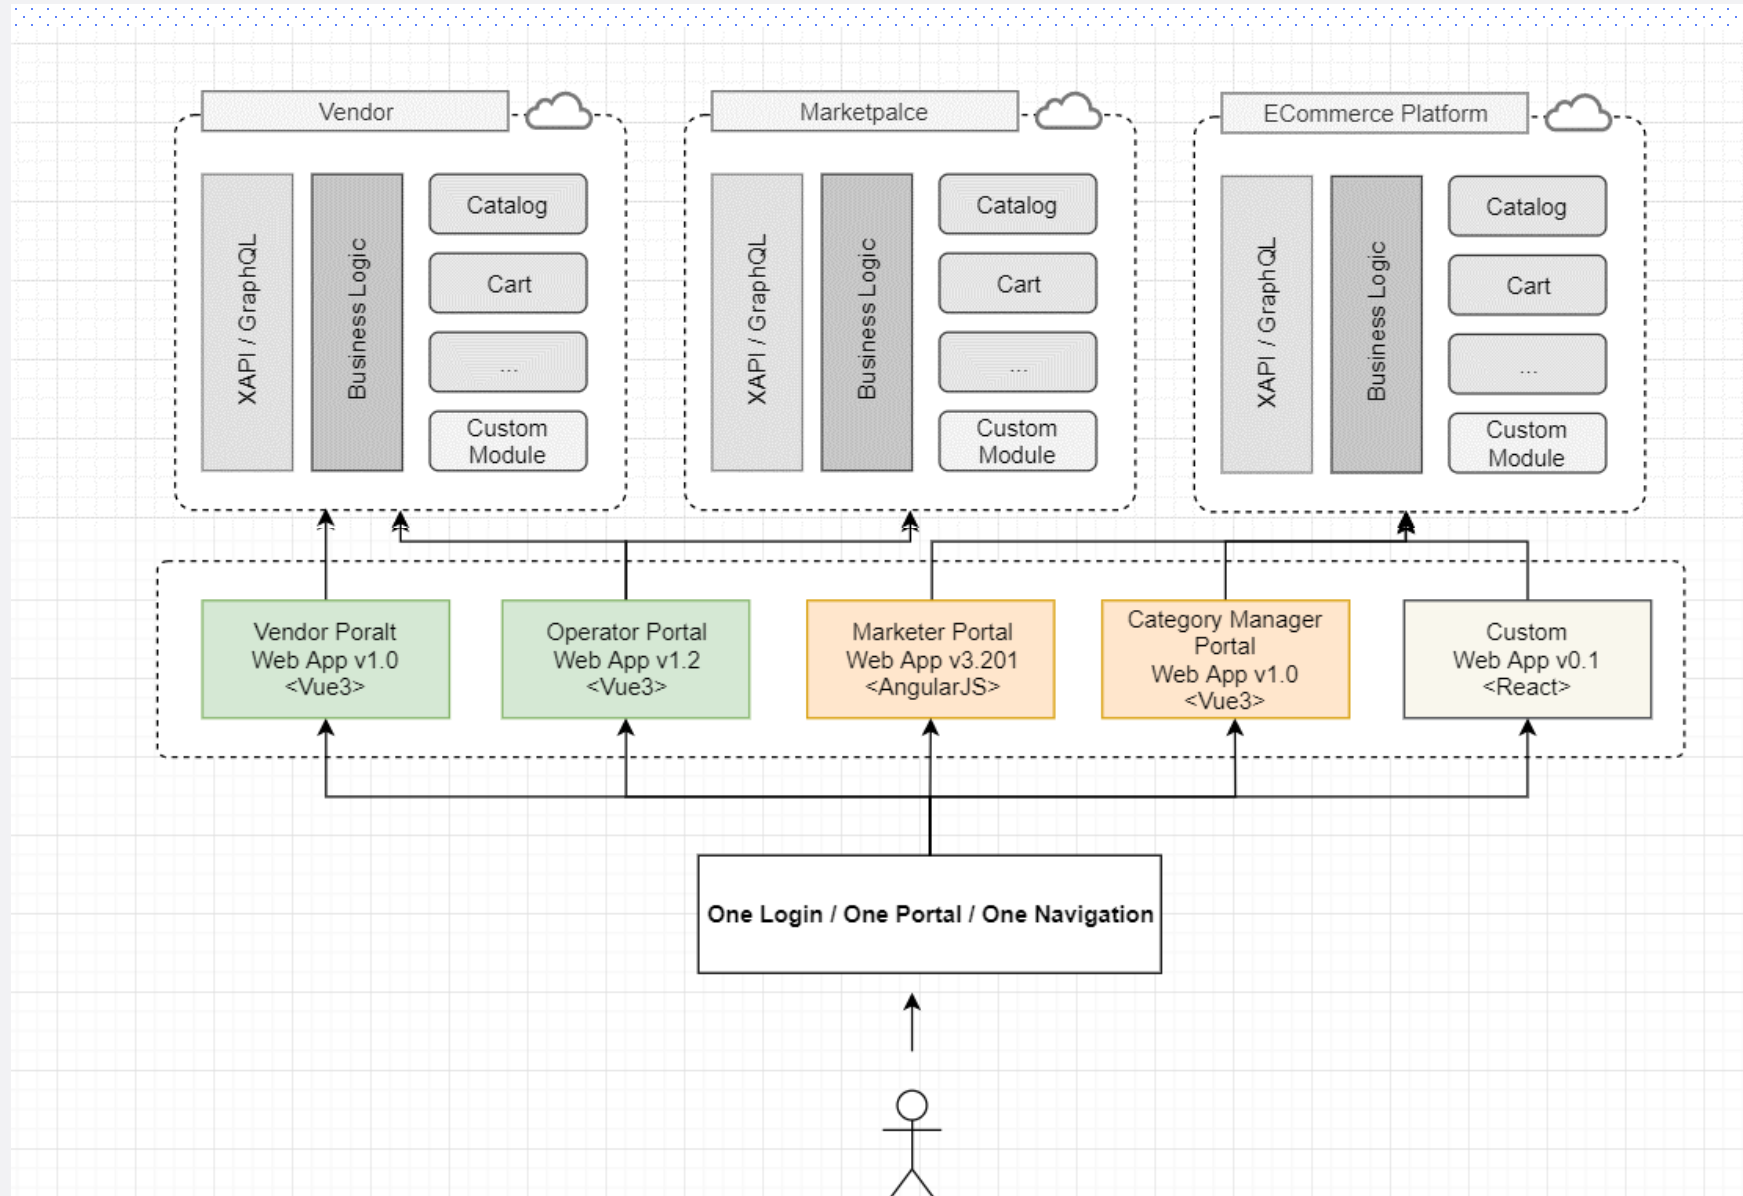 Vendor
Marketpalce
ECommerce Platform
XAPI / GraphQL
Business Logic
Catalog
Cart
...
Custom
Module
XAPI / GraphQL
Business Logic
Catalog
Cart
...
Custom
Module
XAPI / GraphQL
Business Logic
Catalog
Cart
...
Custom
Module
Vendor Poralt
Web App v1.0
<Vue3>
Operator Portal
Web App v1.2
<Vue3>
Marketer Portal
Web App v3.201
<AngularJS>
Category Manager
Portal
Web App v1.0
<Vue3>
Custom
Web App v0.1
<React>
One Login / One Portal / One Navigation